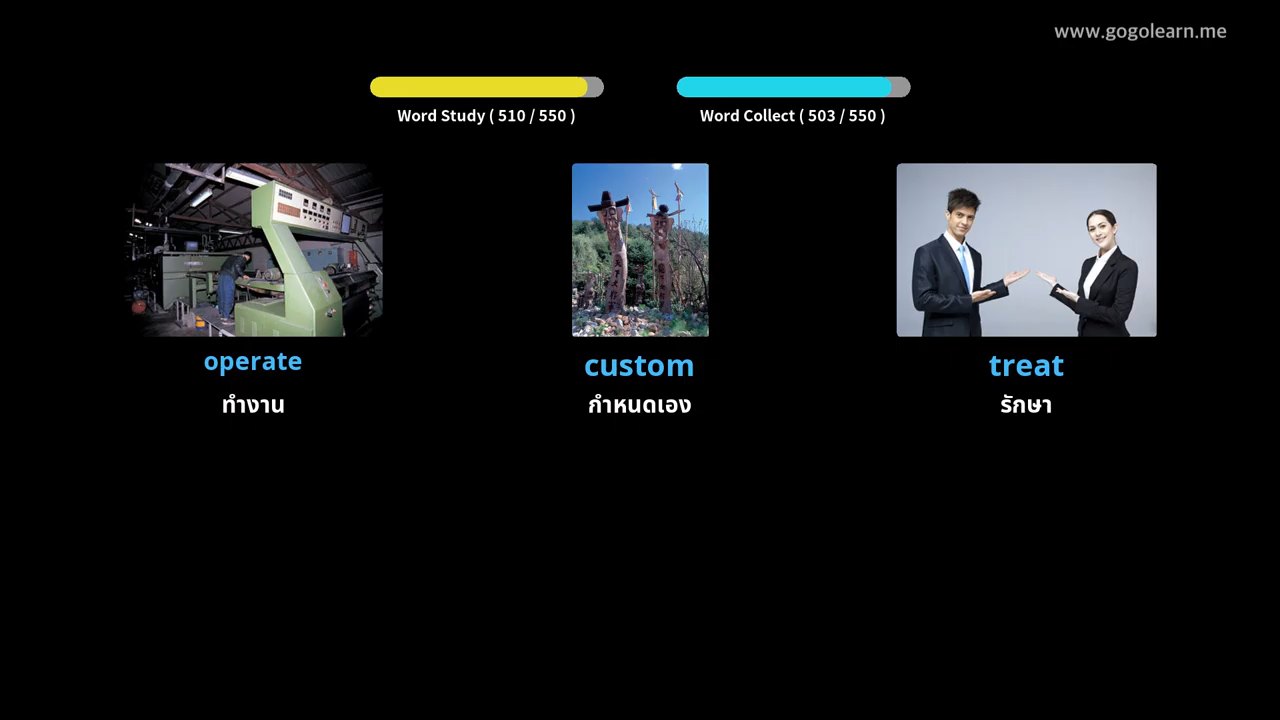 www.gogolearn.me
Word Study ( 510 / 550 )
Word Collect ( 503 / 550 )
operate
custom
treat
ทำงาน
กำหนดเอง
รักษา